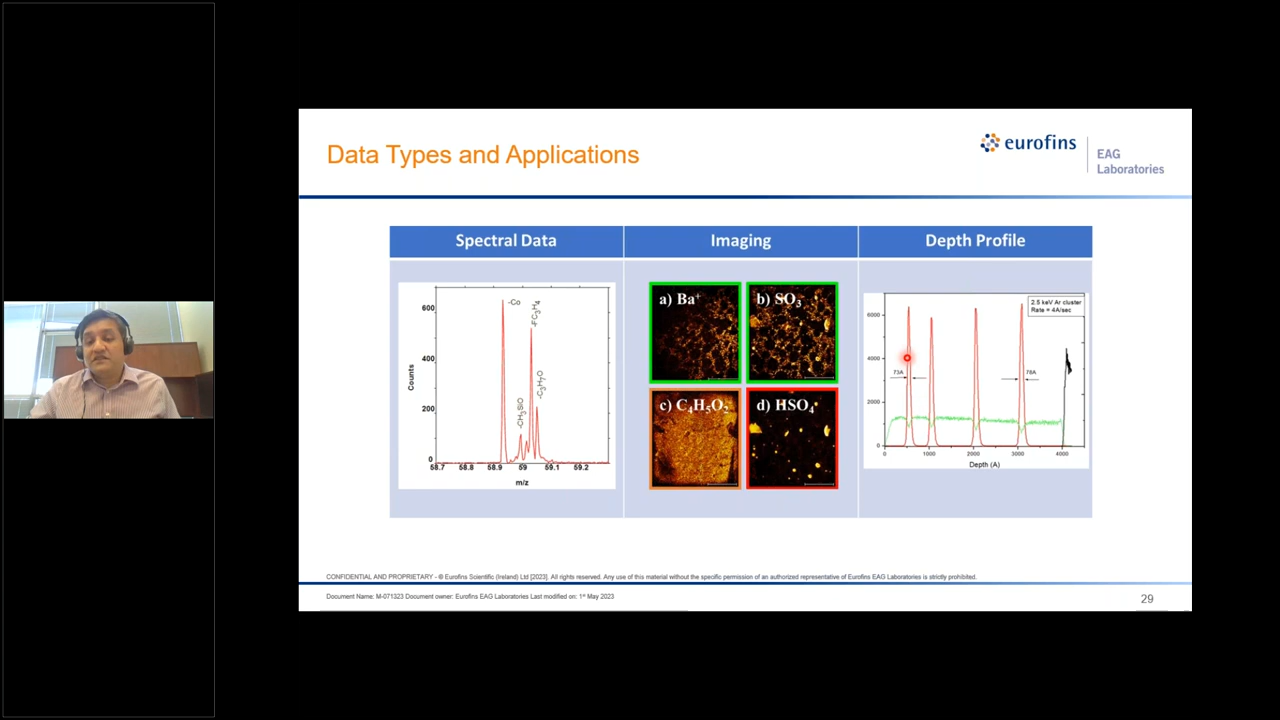 Data Types and Applications
eurofins
EAG
Laboratories
Spectral Data
Imaging
Depth Profile
600
400
200
0
Counts
-Co
-CH₃SiO
-FC₃H₄
-C₃H₇O
58.7 58.8 58.9 59 59.1 59.2
m/z
a) Ba⁺
b) SO₃
c) C₄H₅O₂
d) HSO₄⁻
2.5 keV Ar cluster
Rate = 4A/sec
6000
4000
2000
0
73A
78A
0 1000 2000 3000 4000
Depth (A)
CONFIDENTIAL AND PROPRIETARY - © Eurofins Scientific (Ireland) Ltd [2023]. All rights reserved. Any use of this material without the specific permission of an authorized representative of Eurofins EAG Laboratories is strictly prohibited.
Document Name: M-071323 Document owner: Eurofins EAG Laboratories Last modified on: 1st May 2023
29